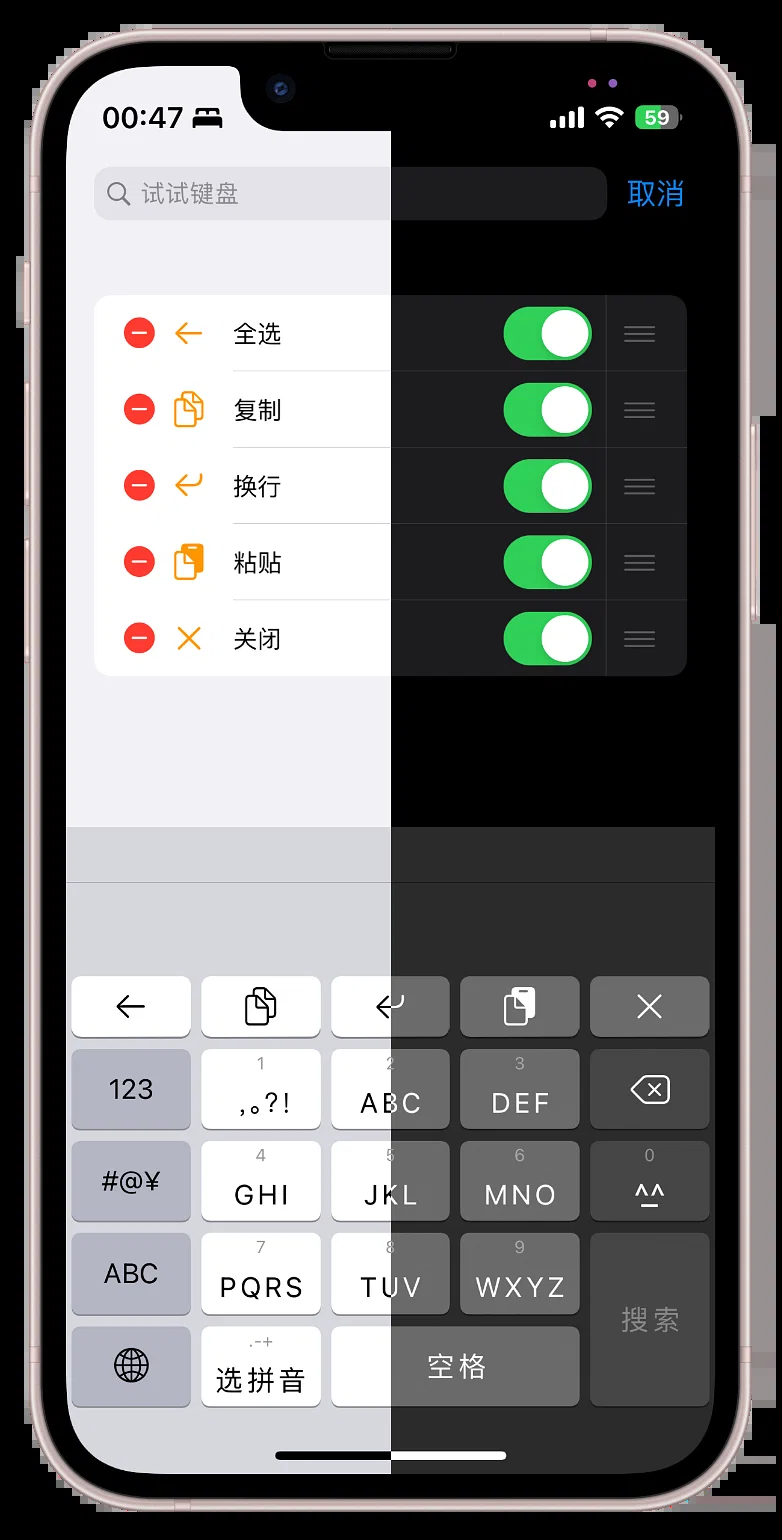 00:47 59
试试键盘 取消
全选
复制
换行
粘贴
关闭
123 1 ,。?! 2 ABC 3 DEF
#@¥ 4 GHI 5 JKL 6 MNO 0 ^^
ABC 7 PQRS 8 TUV 9 WXYZ 搜索
.-+ 选拼音 空格